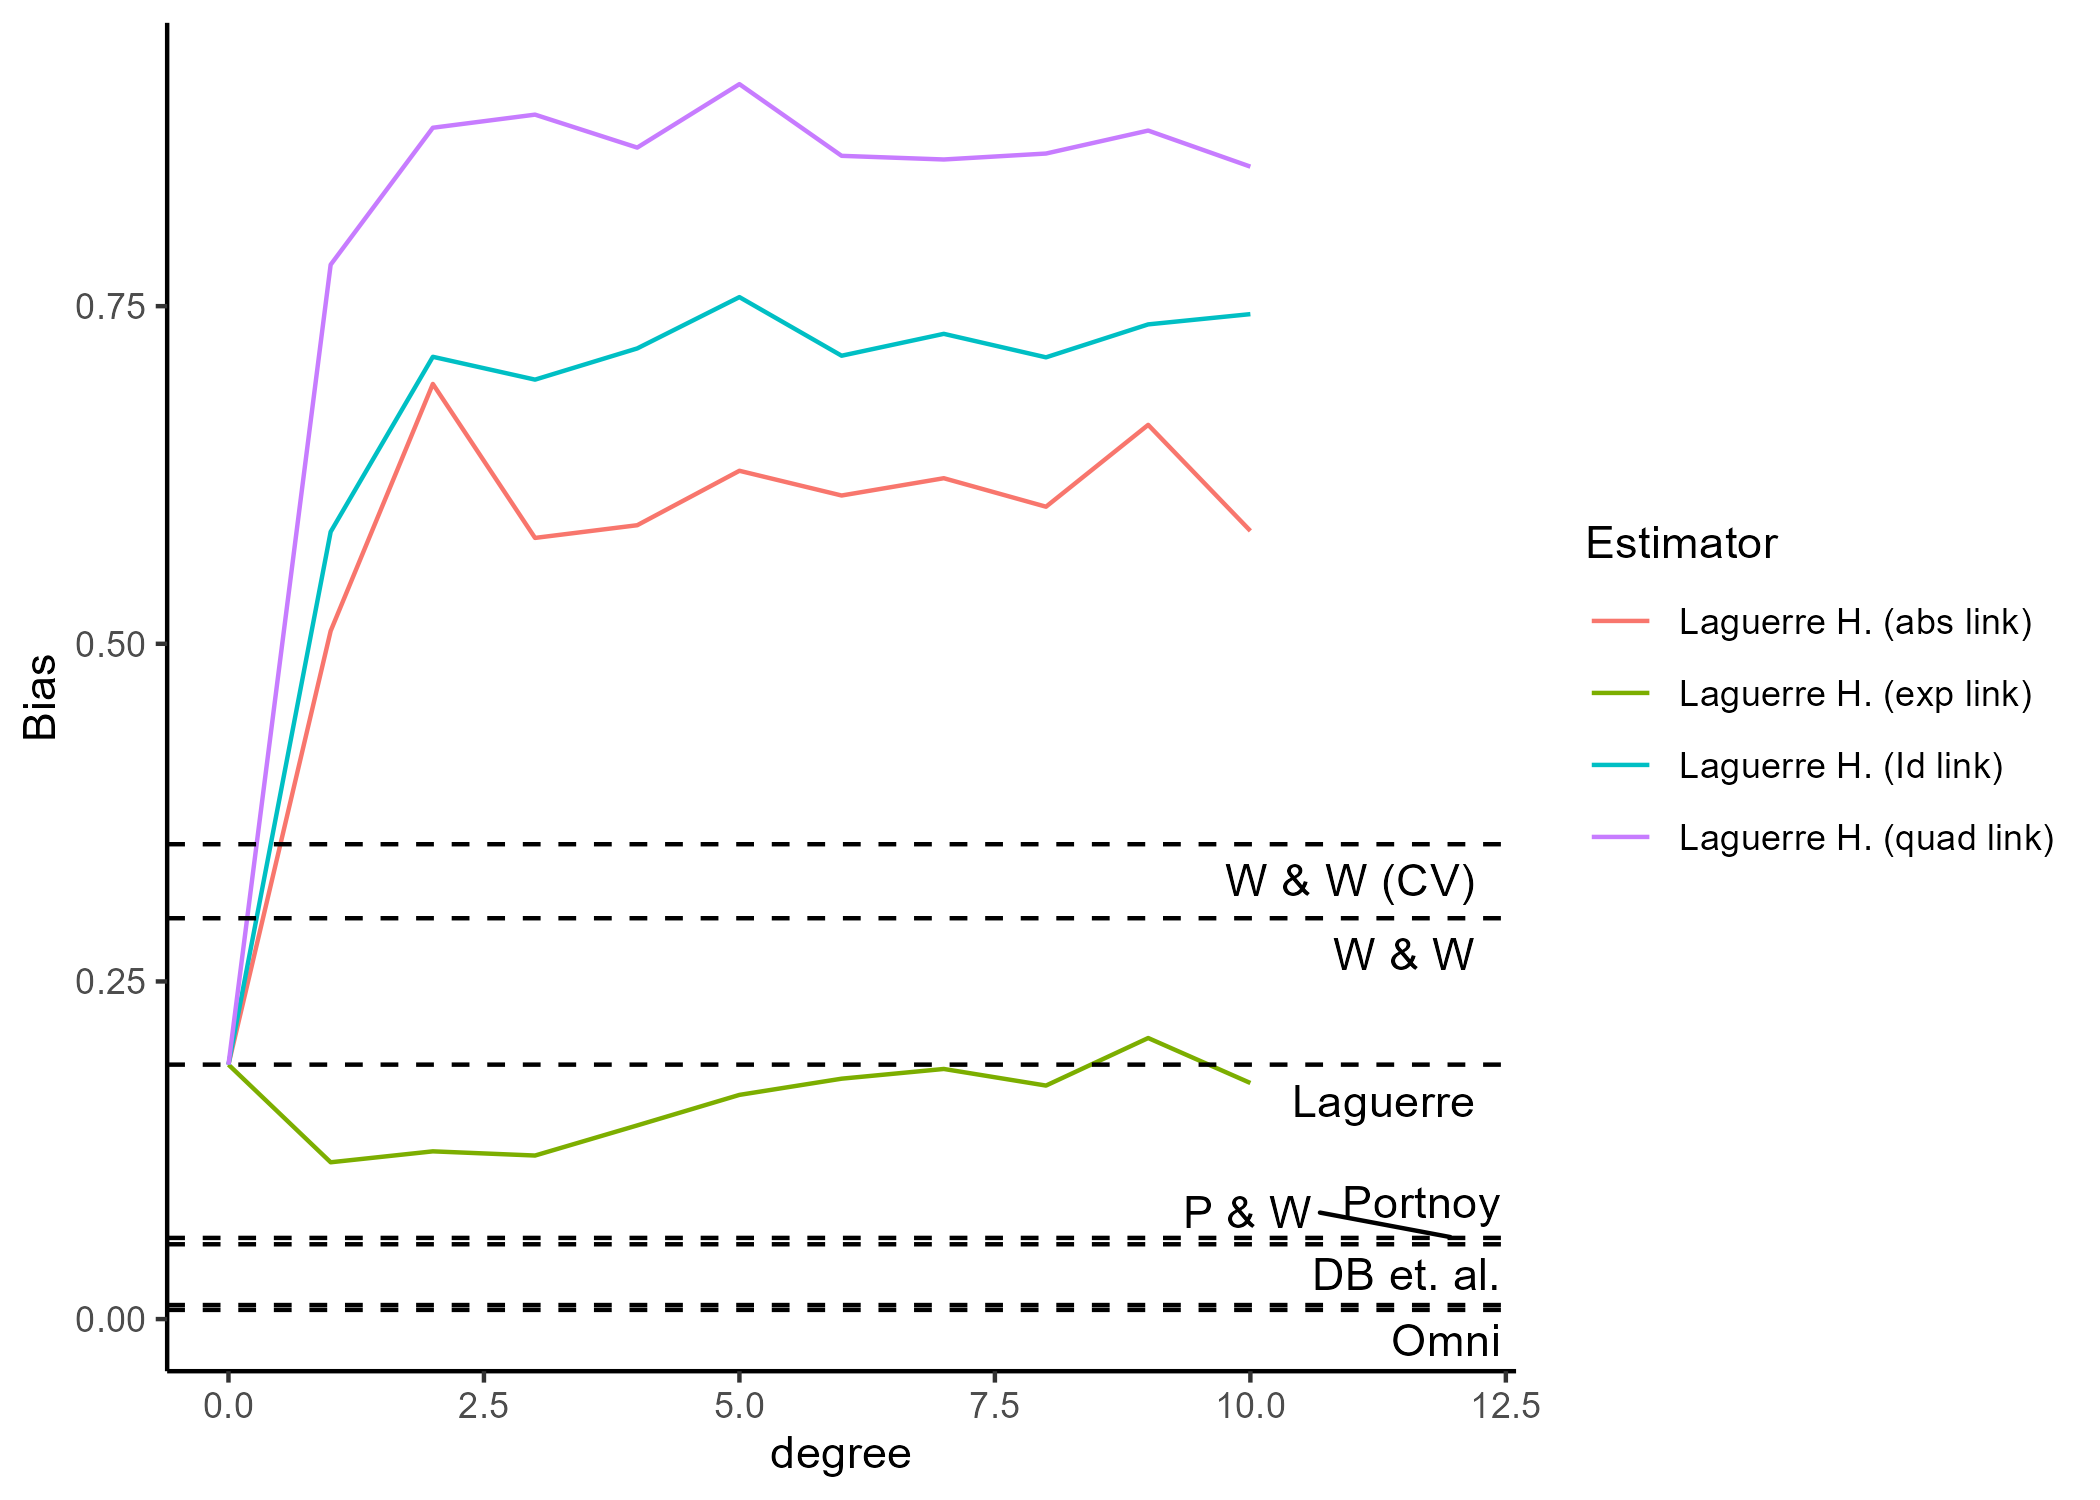 Bias
0.75
0.50
0.25
0.00
W & W (CV)
W & W
Laguerre
Portnoy
P & W
DB et. al.
Omni
0.0 2.5 5.0 7.5 10.0 12.5
degree
Estimator
Laguerre H. (abs link)
Laguerre H. (exp link)
Laguerre H. (Id link)
Laguerre H. (quad link)